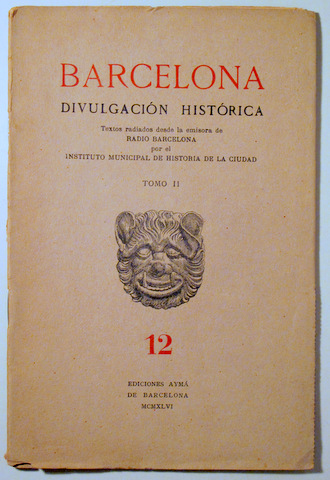 BARCELONA
DIVULGACIÓN HISTÓRICA
Textos radiados desde la emisora de
RADIO BARCELONA
por el
INSTITUTO MUNICIPAL DE HISTORIA DE LA CIUDAD
TOMO II
12
EDICIONES AYMÁ
DE BARCELONA
MCMXLVI